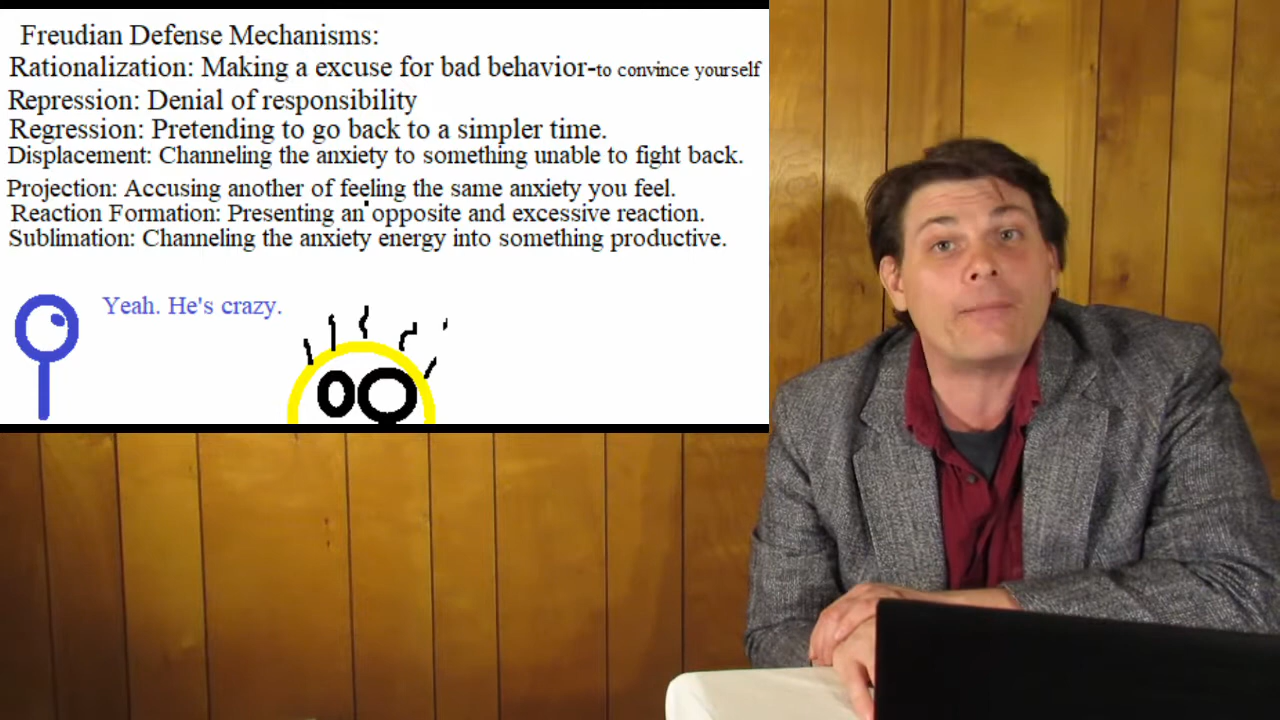 Freudian Defense Mechanisms:
Rationalization: Making a excuse for bad behavior-to convince yourself
Repression: Denial of responsibility
Regression: Pretending to go back to a simpler time.
Displacement: Channeling the anxiety to something unable to fight back.
Projection: Accusing another of feeling the same anxiety you feel.
Reaction Formation: Presenting an opposite and excessive reaction.
Sublimation: Channeling the anxiety energy into something productive.
Yeah. He's crazy.